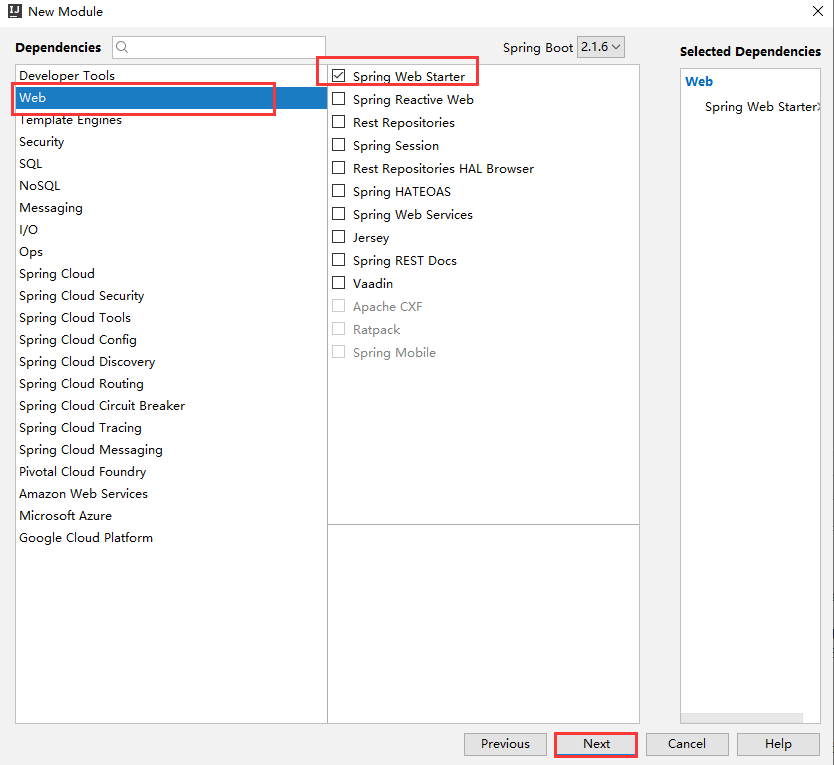 New Module
Dependencies
Spring Boot 2.1.6
Selected Dependencies
Developer Tools
Web
Template Engines
Security
SQL
NoSQL
Messaging
I/O
Ops
Spring Cloud
Spring Cloud Security
Spring Cloud Tools
Spring Cloud Config
Spring Cloud Discovery
Spring Cloud Routing
Spring Cloud Circuit Breaker
Spring Cloud Tracing
Spring Cloud Messaging
Pivotal Cloud Foundry
Amazon Web Services
Microsoft Azure
Google Cloud Platform
Spring Web Starter
Spring Reactive Web
Rest Repositories
Spring Session
Rest Repositories HAL Browser
Spring HATEOAS
Spring Web Services
Jersey
Spring REST Docs
Vaadin
Apache CXF
Ratpack
Spring Mobile
Web
Spring Web Starter
Previous
Next
Cancel
Help